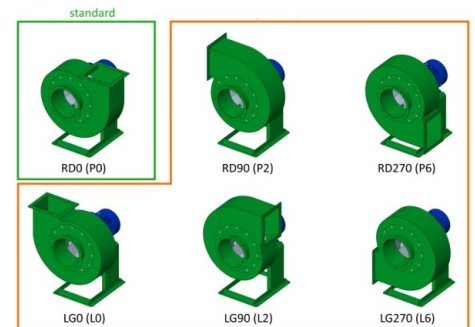 standard
RD0 (P0)
RD90 (P2)
RD270 (P6)
LG0 (L0)
LG90 (L2)
LG270 (L6)